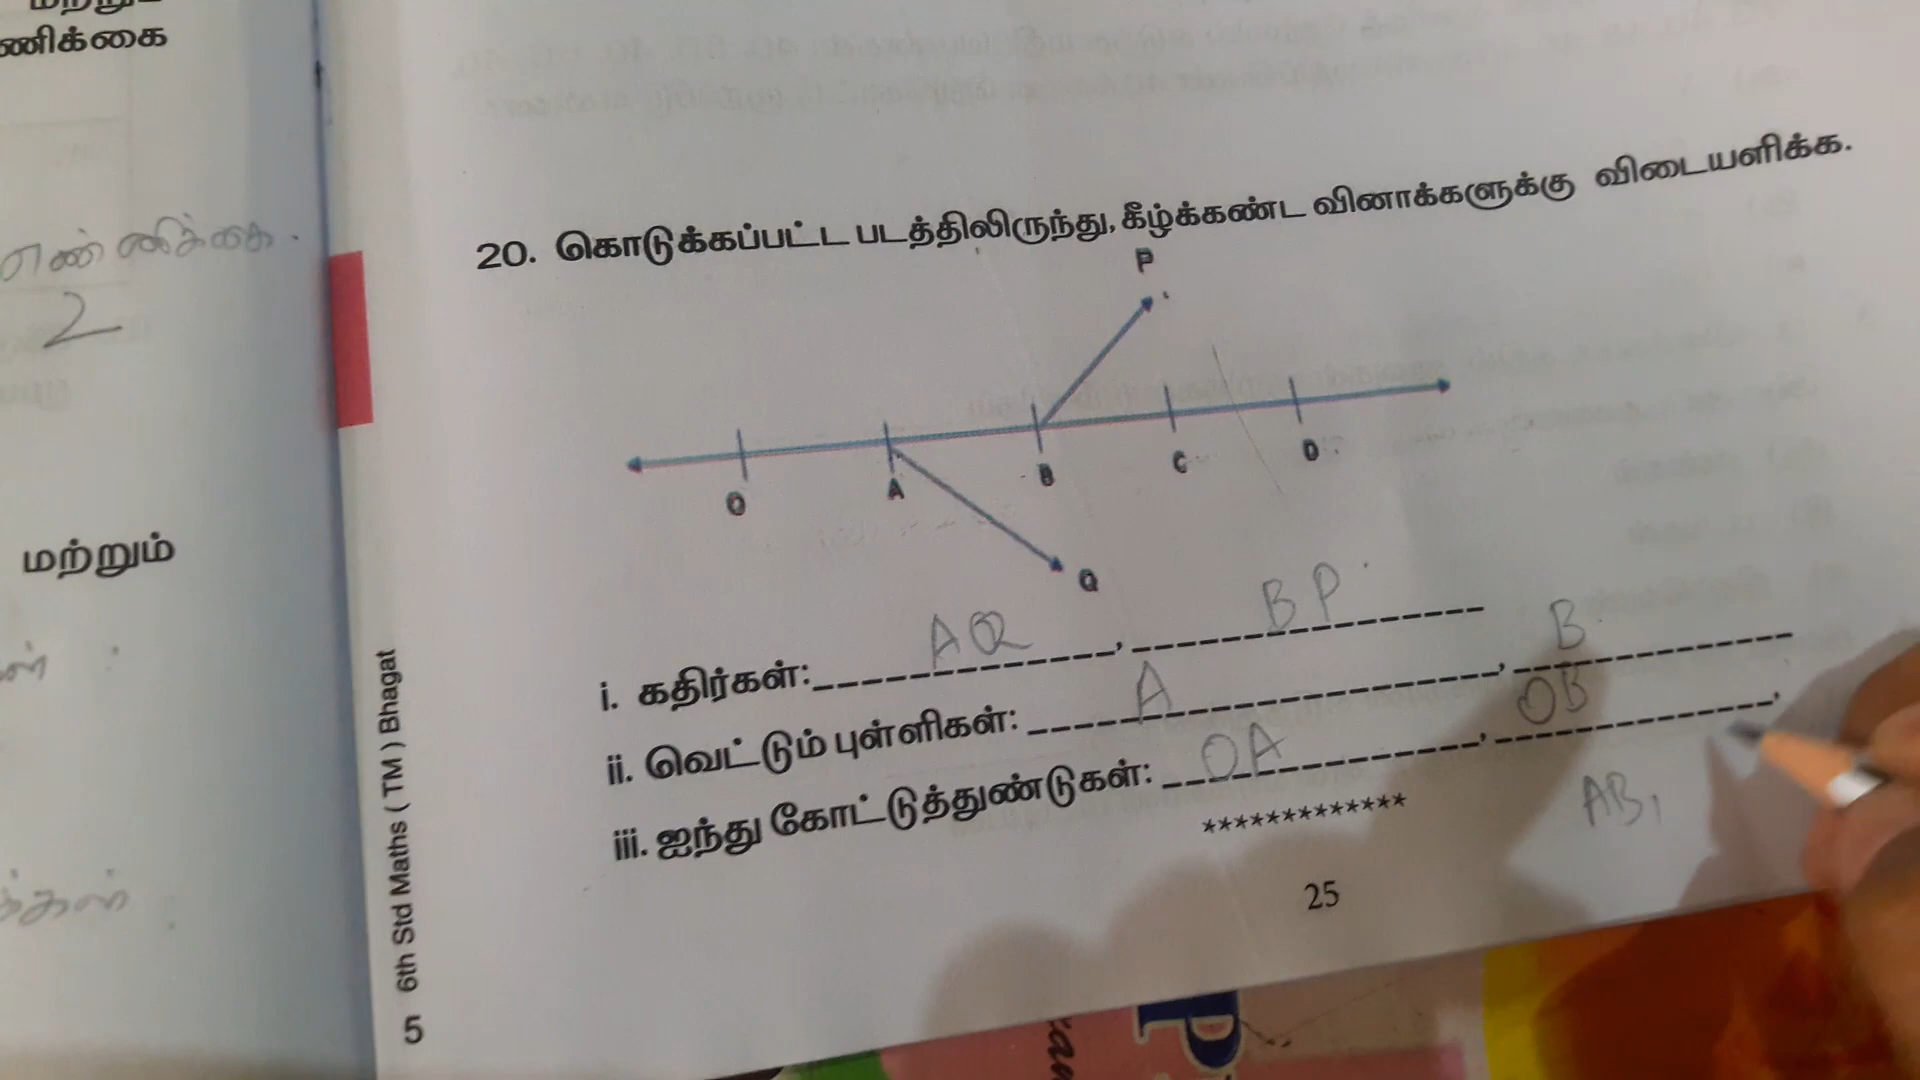 ணிக்கை
எண்ணிக்கை.
2
மற்றும்
20. கொடுக்கப்பட்ட படத்திலிருந்து, கீழ்க்கண்ட வினாக்களுக்கு விடையளிக்க.
P
O A B C D
Q
i. கதிர்கள்: AQ, BP
ii. வெட்டும் புள்ளிகள்: A, B
iii. ஐந்து கோட்டுத்துண்டுகள்: OA, OB,
AB,
*************
25
5 6th Std Maths ( TM ) Bhagat
P